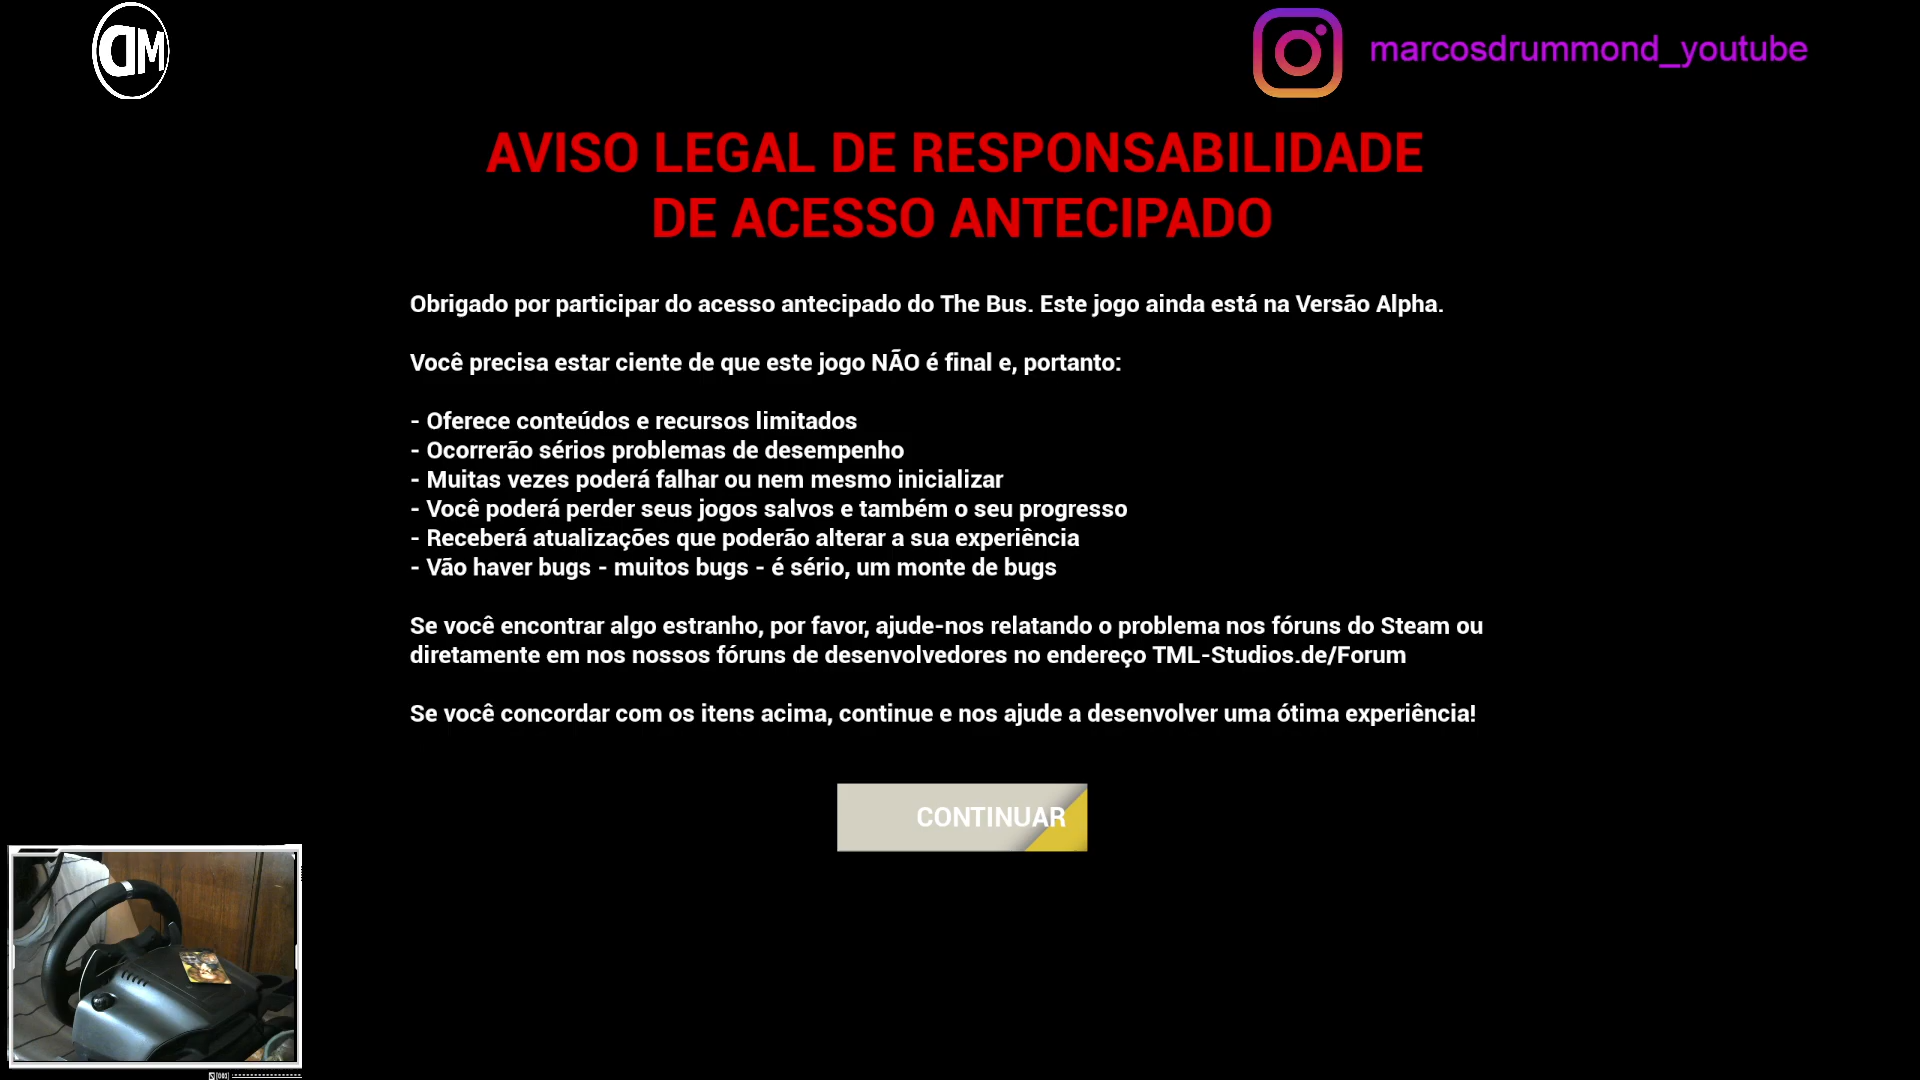 DM
marcosdrummond_youtube
AVISO LEGAL DE RESPONSABILIDADE
DE ACESSO ANTECIPADO
Obrigado por participar do acesso antecipado do The Bus. Este jogo ainda está na Versão Alpha.
Você precisa estar ciente de que este jogo NÃO é final e, portanto:
- Oferece conteúdos e recursos limitados
- Ocorrerão sérios problemas de desempenho
- Muitas vezes poderá falhar ou nem mesmo inicializar
- Você poderá perder seus jogos salvos e também o seu progresso
- Receberá atualizações que poderão alterar a sua experiência
- Vão haver bugs - muitos bugs - é sério, um monte de bugs
Se você encontrar algo estranho, por favor, ajude-nos relatando o problema nos fóruns do Steam ou
diretamente em nos nossos fóruns de desenvolvedores no endereço TML-Studios.de/Forum
Se você concordar com os itens acima, continue e nos ajude a desenvolver uma ótima experiência!
CONTINUAR